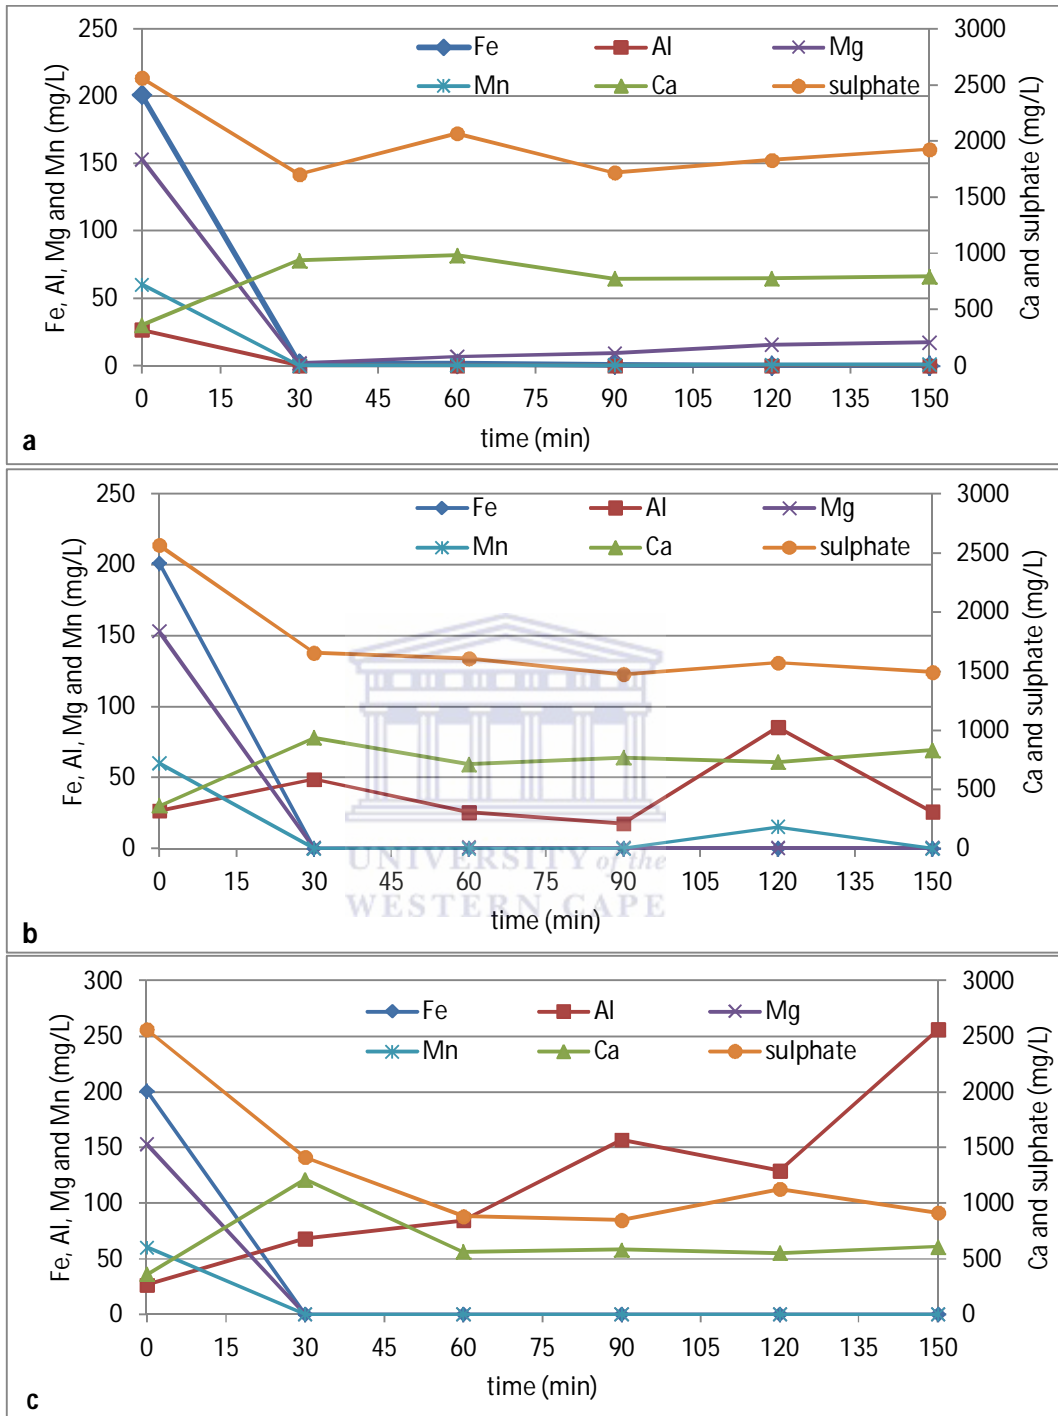 250
3000
Fe
Al
Mg
Mn
Ca
sulphate
200
2500
150
2000
1500
100
1000
50
500
0
0
0 15 30 45 60 75 90 105 120 135 150
Fe, Al, Mg and Mn (mg/L)
Ca and sulphate (mg/L)
time (min)
a
250
3000
Fe
Al
Mg
Mn
Ca
sulphate
200
2500
150
2000
1500
100
1000
50
500
0
0
0 15 30 45 60 75 90 105 120 135 150
Fe, Al, Mg and Mn (mg/L)
Ca and sulphate (mg/L)
UNIVERSITY of the
WESTERN CAPE
time (min)
b
300
3000
Fe
Al
Mg
Mn
Ca
sulphate
250
2500
200
2000
150
1500
100
1000
50
500
0
0
0 15 30 45 60 75 90 105 120 135 150
Fe, Al, Mg and Mn (mg/L)
Ca and sulphate (mg/L)
time (min)
c